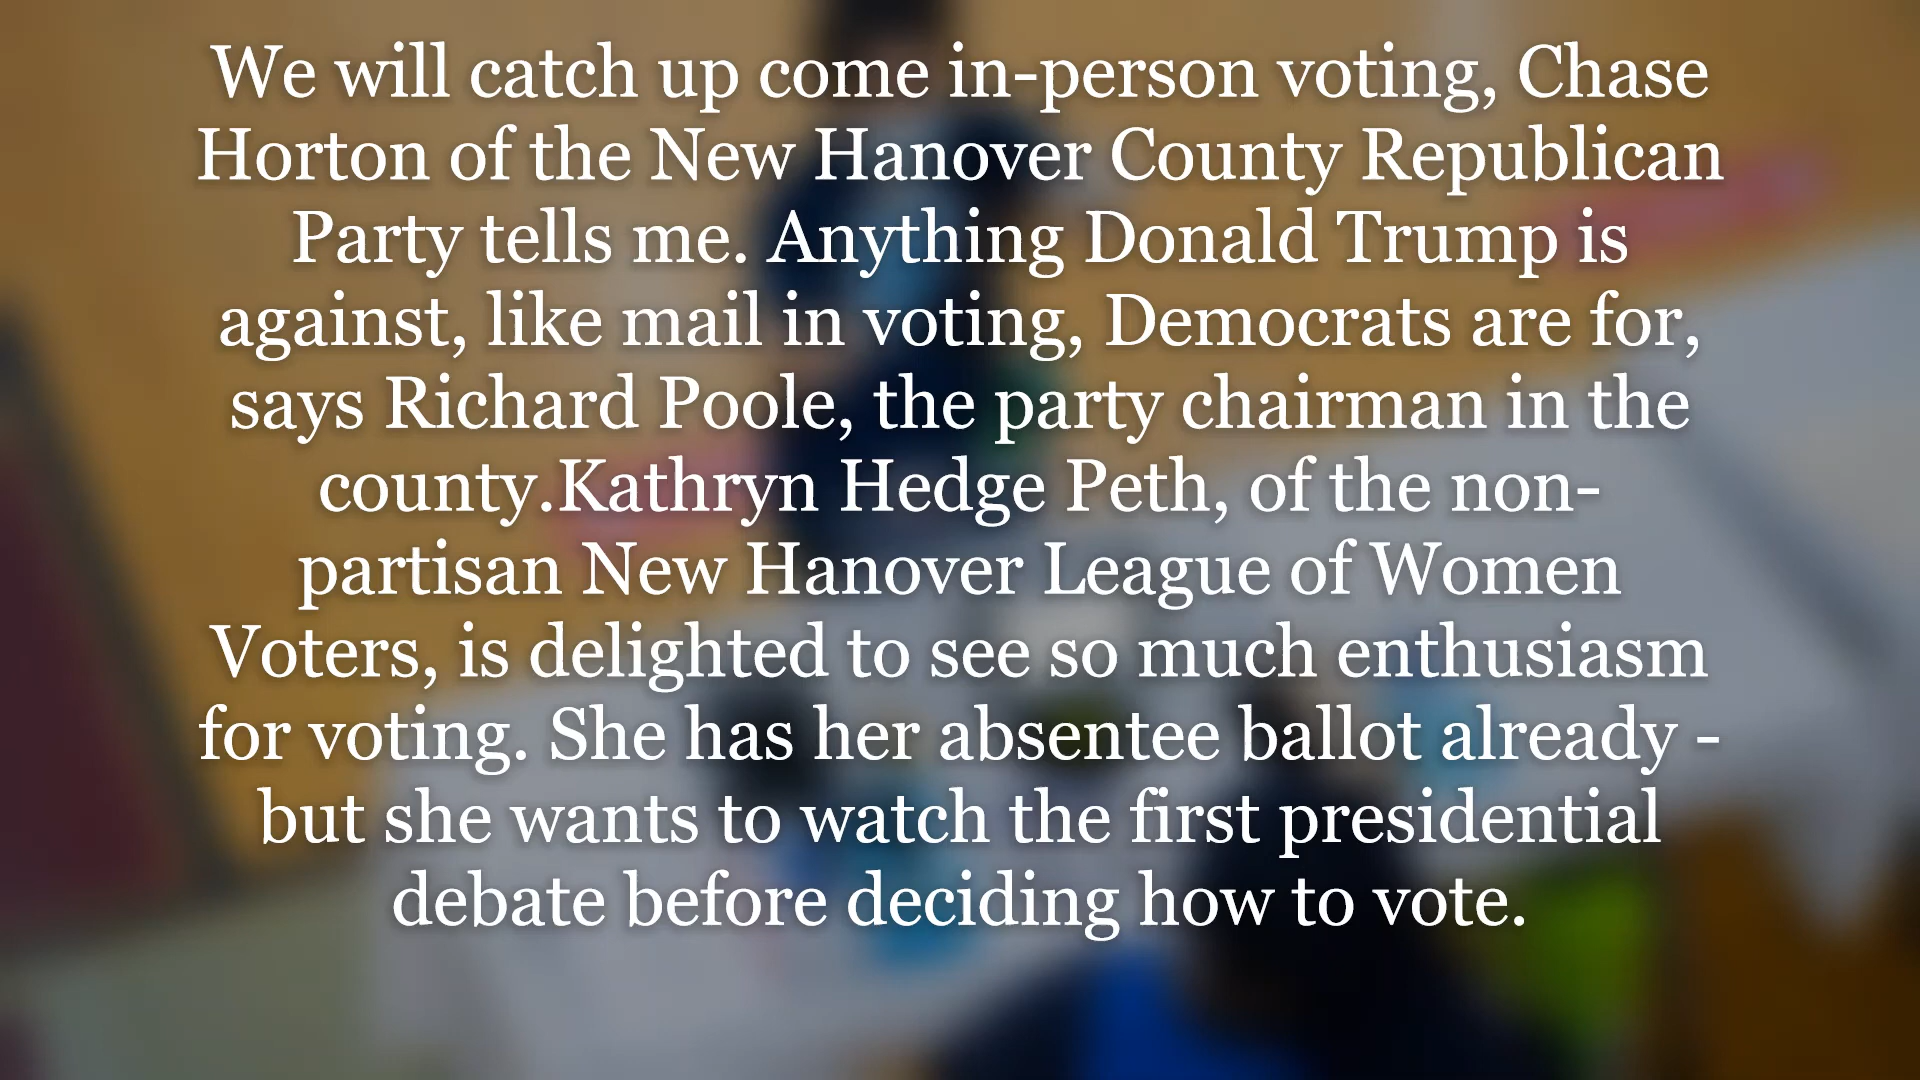 We will catch up come in-person voting, Chase
Horton of the New Hanover County Republican
Party tells me. Anything Donald Trump is
against, like mail in voting, Democrats are for,
says Richard Poole, the party chairman in the
county.Kathryn Hedge Peth, of the non-
partisan New Hanover League of Women
Voters, is delighted to see so much enthusiasm
for voting. She has her absentee ballot already -
but she wants to watch the first presidential
debate before deciding how to vote.